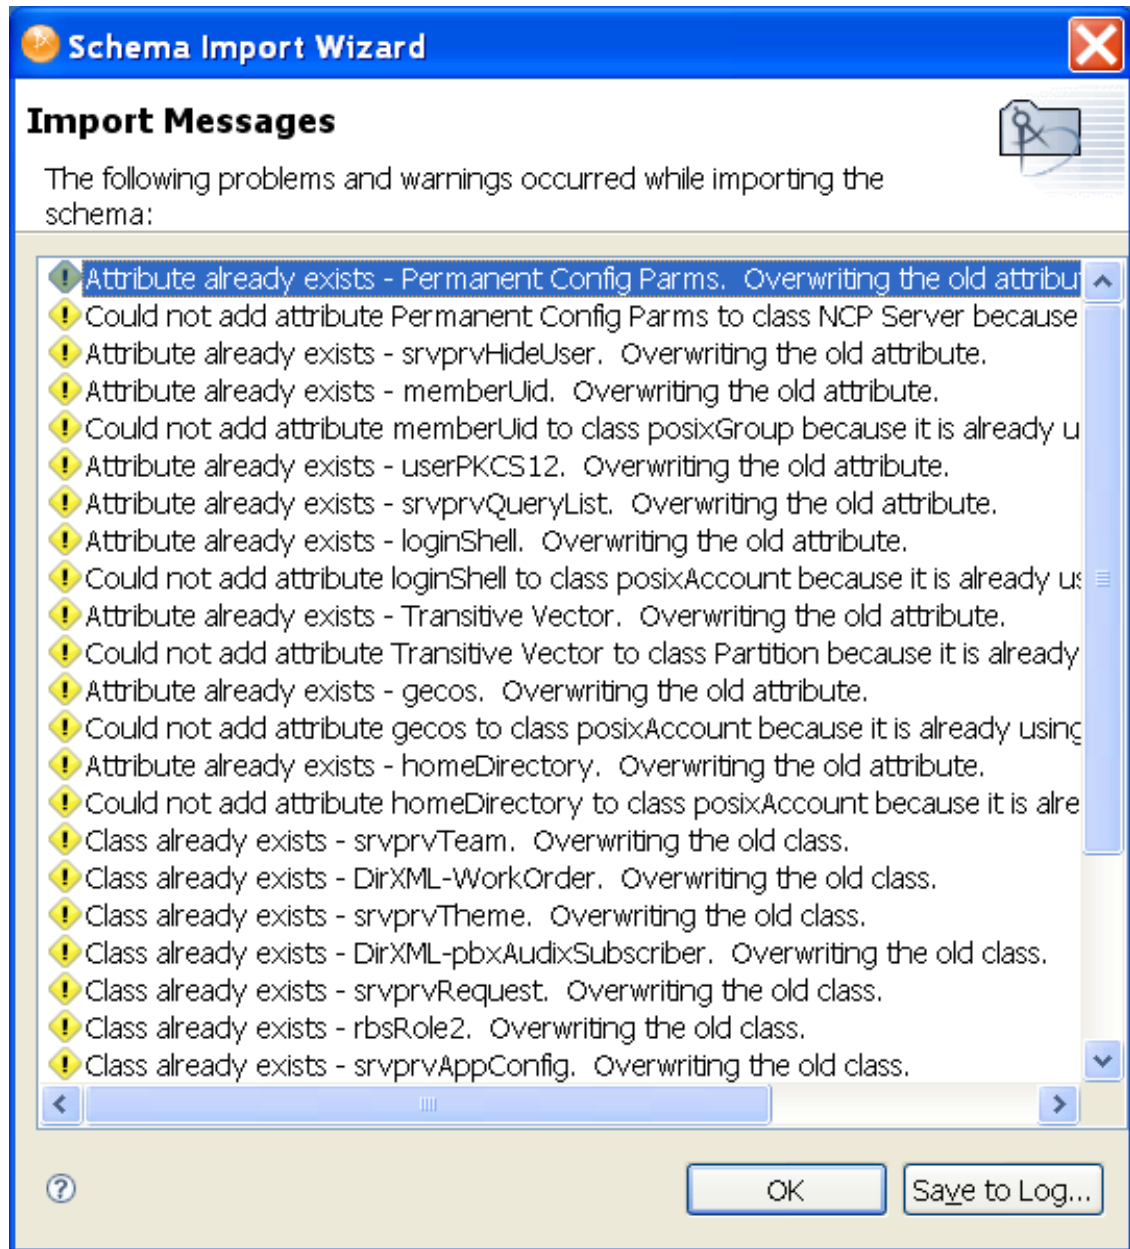 Schema Import Wizard
Import Messages
The following problems and warnings occurred while importing the
schema:
Attribute already exists - Permanent Config Parms.  Overwriting the old attribu
Could not add attribute Permanent Config Parms to class NCP Server because
Attribute already exists - srvprvHideUser.  Overwriting the old attribute.
Attribute already exists - memberUid.  Overwriting the old attribute.
Could not add attribute memberUid to class posixGroup because it is already u
Attribute already exists - userPKCS12.  Overwriting the old attribute.
Attribute already exists - srvprvQueryList.  Overwriting the old attribute.
Attribute already exists - loginShell.  Overwriting the old attribute.
Could not add attribute loginShell to class posixAccount because it is already us
Attribute already exists - Transitive Vector.  Overwriting the old attribute.
Could not add attribute Transitive Vector to class Partition because it is already
Attribute already exists - gecos.  Overwriting the old attribute.
Could not add attribute gecos to class posixAccount because it is already using
Attribute already exists - homeDirectory.  Overwriting the old attribute.
Could not add attribute homeDirectory to class posixAccount because it is alre
Class already exists - srvprvTeam.  Overwriting the old class.
Class already exists - DirXML-WorkOrder.  Overwriting the old class.
Class already exists - srvprvTheme.  Overwriting the old class.
Class already exists - DirXML-pbxAudixSubscriber.  Overwriting the old class.
Class already exists - srvprvRequest.  Overwriting the old class.
Class already exists - rbsRole2.  Overwriting the old class.
Class already exists - srvprvAppConfig.  Overwriting the old class.
OK
Save to Log...